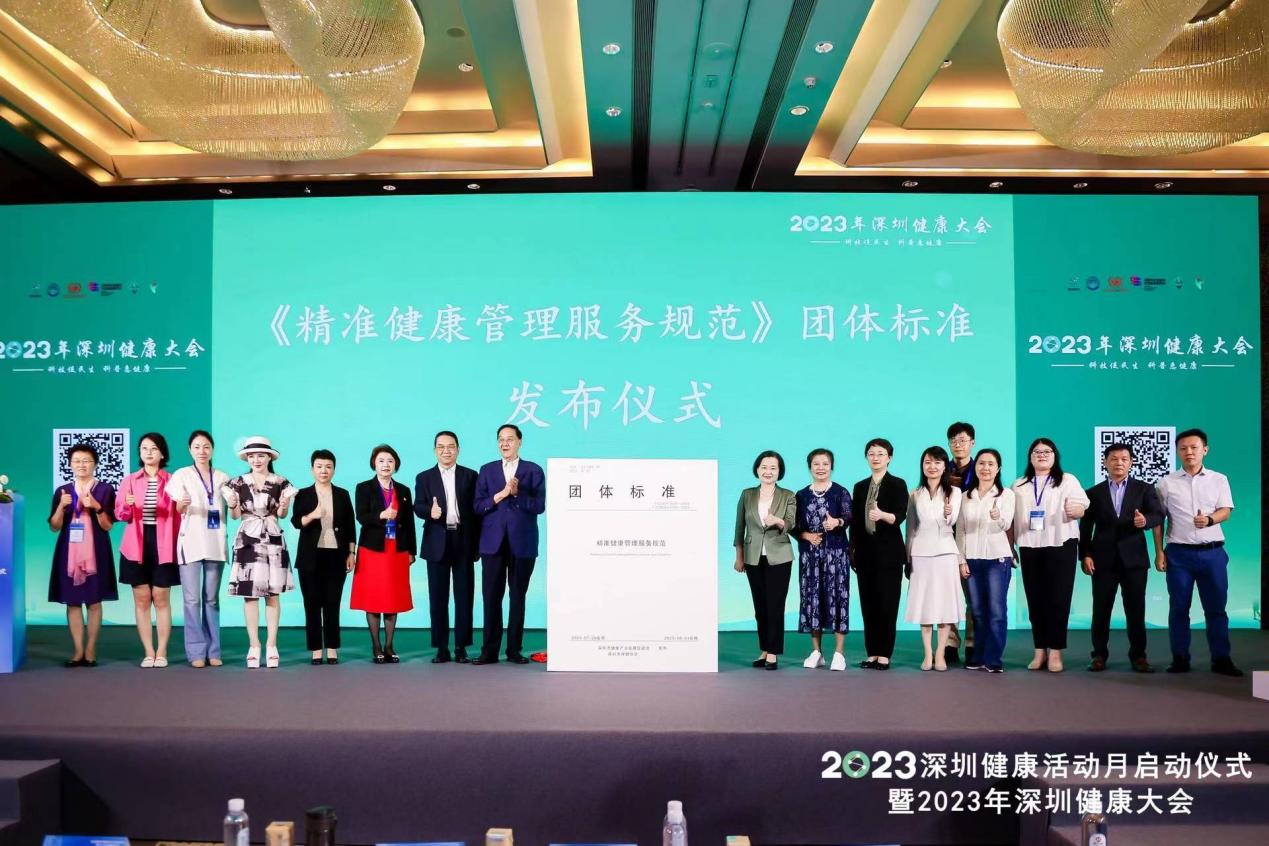 2023年深圳健康大会
科技促民生 科普惠健康
《精准健康管理服务规范》团体标准
发布仪式
2023年深圳健康大会
科技促民生 科普惠健康
2023年深圳健康大会
科技促民生 科普惠健康
团体标准
精准健康管理服务规范
2023深圳健康活动月启动仪式
暨2023年深圳健康大会